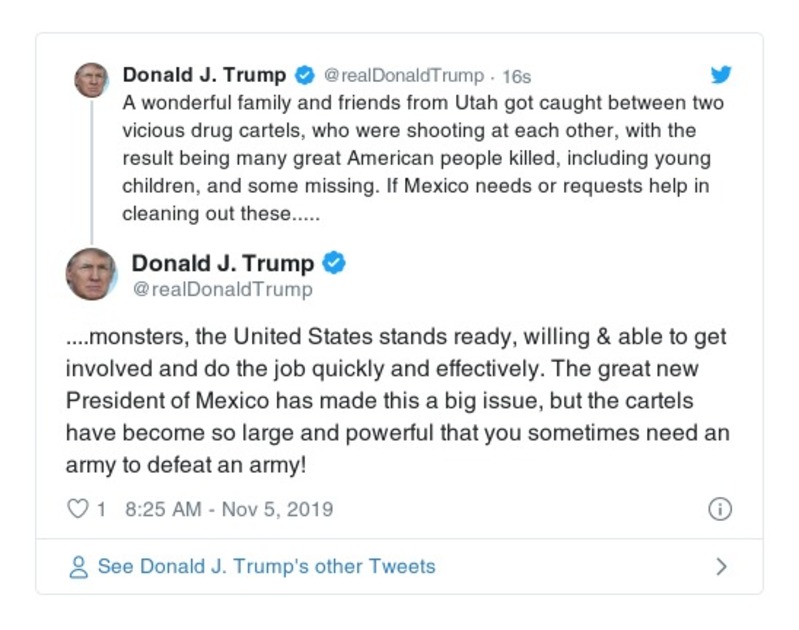 Donald J. Trump @realDonaldTrump · 16s
A wonderful family and friends from Utah got caught between two
vicious drug cartels, who were shooting at each other, with the
result being many great American people killed, including young
children, and some missing. If Mexico needs or requests help in
cleaning out these.....
Donald J. Trump
@realDonaldTrump
....monsters, the United States stands ready, willing & able to get
involved and do the job quickly and effectively. The great new
President of Mexico has made this a big issue, but the cartels
have become so large and powerful that you sometimes need an
army to defeat an army!
1 8:25 AM - Nov 5, 2019
See Donald J. Trump's other Tweets